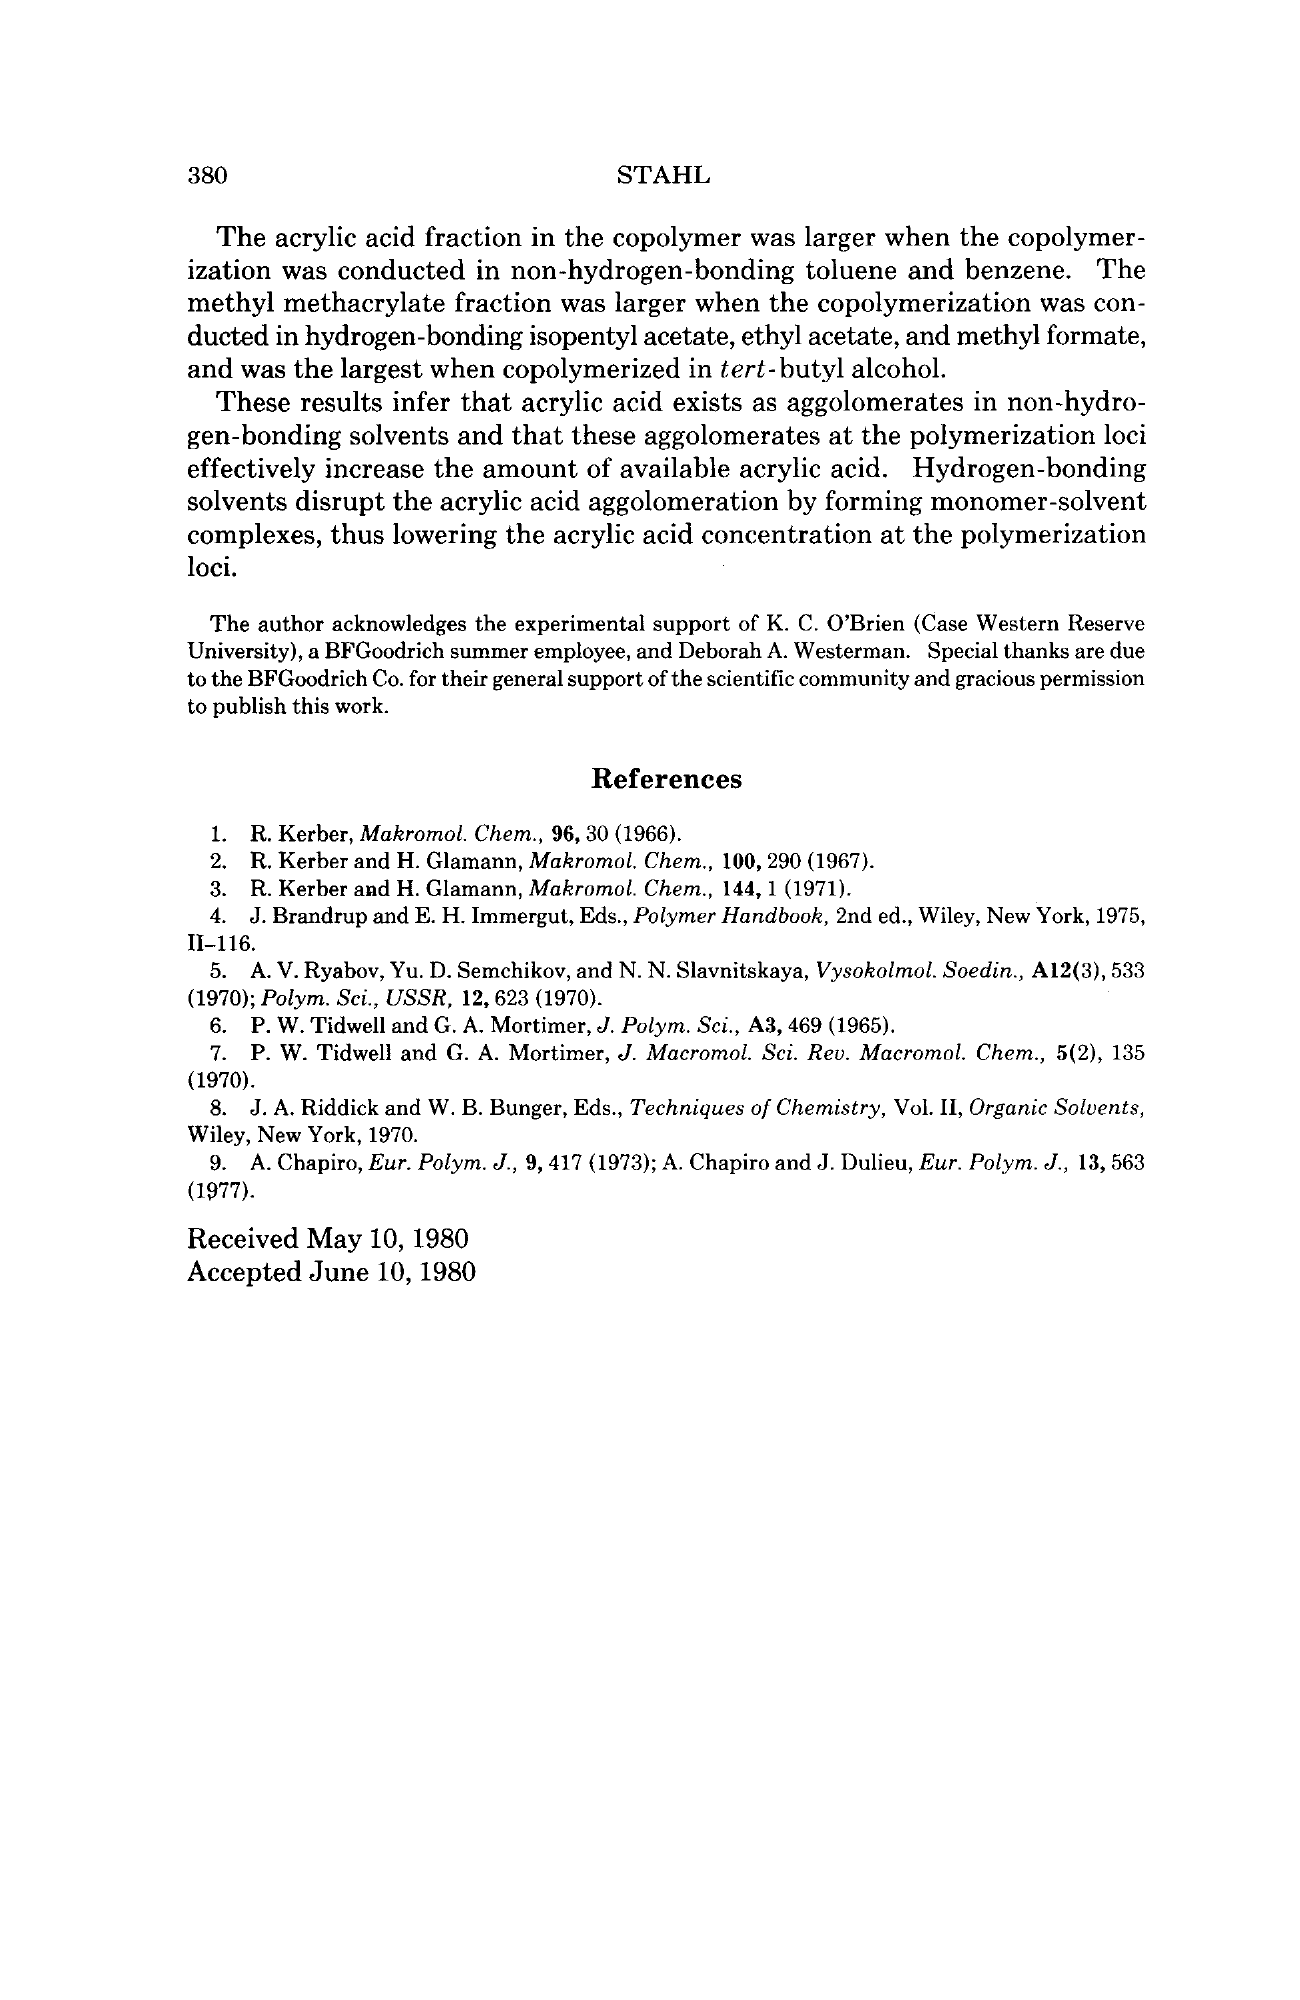 380 STAHL
The acrylic acid fraction in the copolymer was larger when the copolymer-
ization was conducted in non-hydrogen-bonding toluene and benzene. The
methyl methacrylate fraction was larger when the copolymerization was con-
ducted in hydrogen-bonding isopentyl acetate, ethyl acetate, and methyl formate,
and was the largest when copolymerized in tert-butyl alcohol.
These results infer that acrylic acid exists as aggolomerates in non-hydro-
gen-bonding solvents and that these aggolomerates at the polymerization loci
effectively increase the amount of available acrylic acid. Hydrogen-bonding
solvents disrupt the acrylic acid aggolomeration by forming monomer-solvent
complexes, thus lowering the acrylic acid concentration at the polymerization
loci.
The author acknowledges the experimental support of K. C. O'Brien (Case Western Reserve
University), a BFGoodrich summer employee, and Deborah A. Westerman. Special thanks are due
to the BFGoodrich Co. for their general support of the scientific community and gracious permission
to publish this work.
References
1. R. Kerber, Makromol. Chem., 96, 30 (1966).
2. R. Kerber and H. Glamann, Makromol. Chem., 100, 290 (1967).
3. R. Kerber and H. Glamann, Makromol. Chem., 144, 1 (1971).
4. J. Brandrup and E. H. Immergut, Eds., Polymer Handbook, 2nd ed., Wiley, New York, 1975,
II–116.
5. A. V. Ryabov, Yu. D. Semchikov, and N. N. Slavnitskaya, Vysokolmol. Soedin., A12(3), 533
(1970); Polym. Sci., USSR, 12, 623 (1970).
6. P. W. Tidwell and G. A. Mortimer, J. Polym. Sci., A3, 469 (1965).
7. P. W. Tidwell and G. A. Mortimer, J. Macromol. Sci. Rev. Macromol. Chem., 5(2), 135
(1970).
8. J. A. Riddick and W. B. Bunger, Eds., Techniques of Chemistry, Vol. II, Organic Solvents,
Wiley, New York, 1970.
9. A. Chapiro, Eur. Polym. J., 9, 417 (1973); A. Chapiro and J. Dulieu, Eur. Polym. J., 13, 563
(1977).
Received May 10, 1980
Accepted June 10, 1980